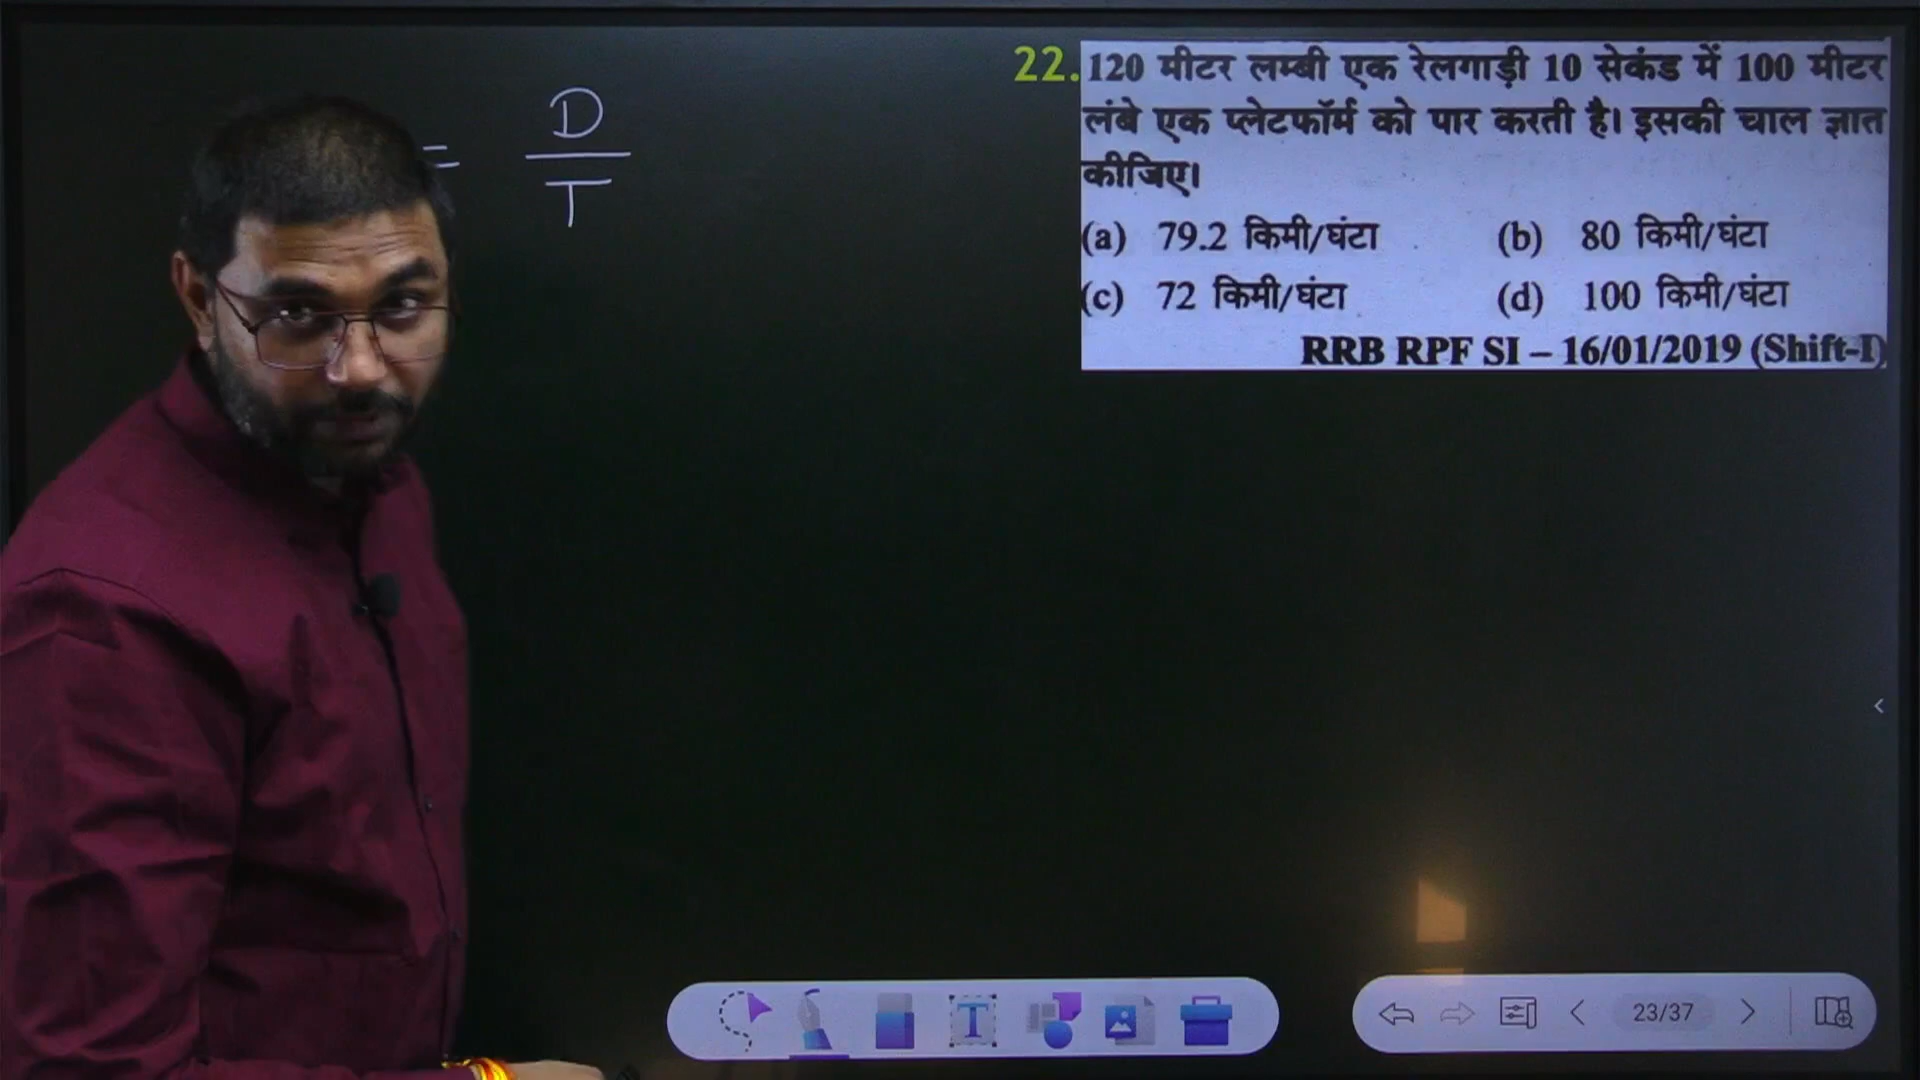 = D
T
22. 120 मीटर लम्बी एक रेलगाड़ी 10 सेकंड में 100 मीटर
लंबे एक प्लेटफॉर्म को पार करती है। इसकी चाल ज्ञात
कीजिए।
(a) 79.2 किमी/घंटा (b) 80 किमी/घंटा
(c) 72 किमी/घंटा (d) 100 किमी/घंटा
RRB RPF SI – 16/01/2019 (Shift-I)
T
23/37